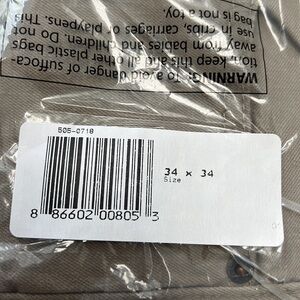 WARNING: To avoid danger of suffoca-
tion, keep this and all other plastic bags
away from babies and children. Do not
use in cribs, carriages or playpens. This
bag is not a toy.
505-0718
34 x 34
Size
8 86602 00805 3